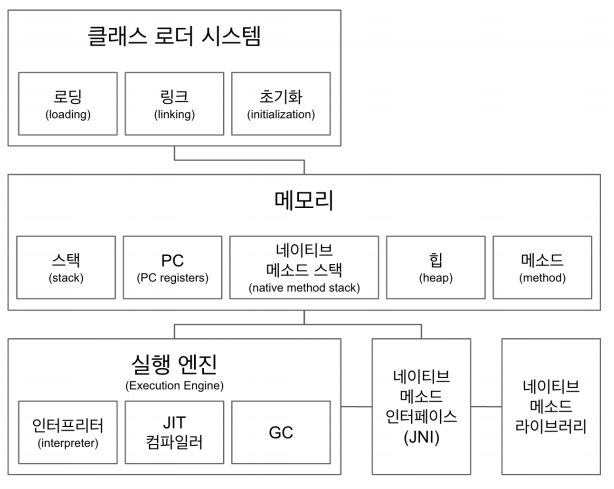 클래스 로더 시스템
로딩
(loading)
링크
(linking)
초기화
(initialization)
메모리
스택
(stack)
PC
(PC registers)
네이티브
메소드 스택
(native method stack)
힙
(heap)
메소드
(method)
실행 엔진
(Execution Engine)
인터프리터
(interpreter)
JIT
컴파일러
GC
네이티브
메소드
인터페이스
(JNI)
네이티브
메소드
라이브러리